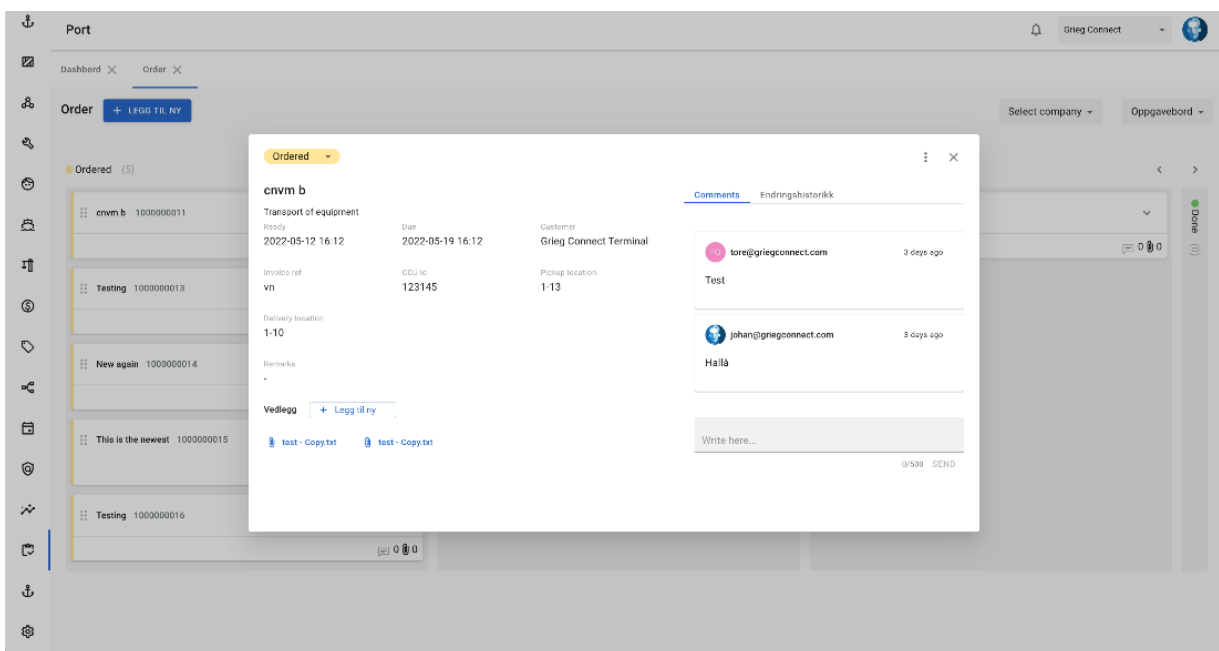 Port
Grieg Connect
Dashbord
Order
Order
+ LEGG TIL NY
Select company
Oppgavebord
Ordered (5)
cnvm b 1000000011
Testing 1000000013
New again 1000000014
This is the newest 1000000015
Testing 1000000016
0 0
Ordered
cnvm b
Transport of equipment
Ready
Due
Customer
2022-05-12 16:12
2022-05-19 16:12
Grieg Connect Terminal
Invoice ref
CCU Id
Pickup location
vn
123145
1-13
Delivery location
1-10
Remarks
-
Vedlegg
+ Legg til ny
test - Copy.txt
test - Copy.txt
Comments
Endringshistorikk
TO
tore@griegconnect.com
3 days ago
Test
johan@griegconnect.com
3 days ago
Hallà
Write here...
0/500 SEND
0 0
Done